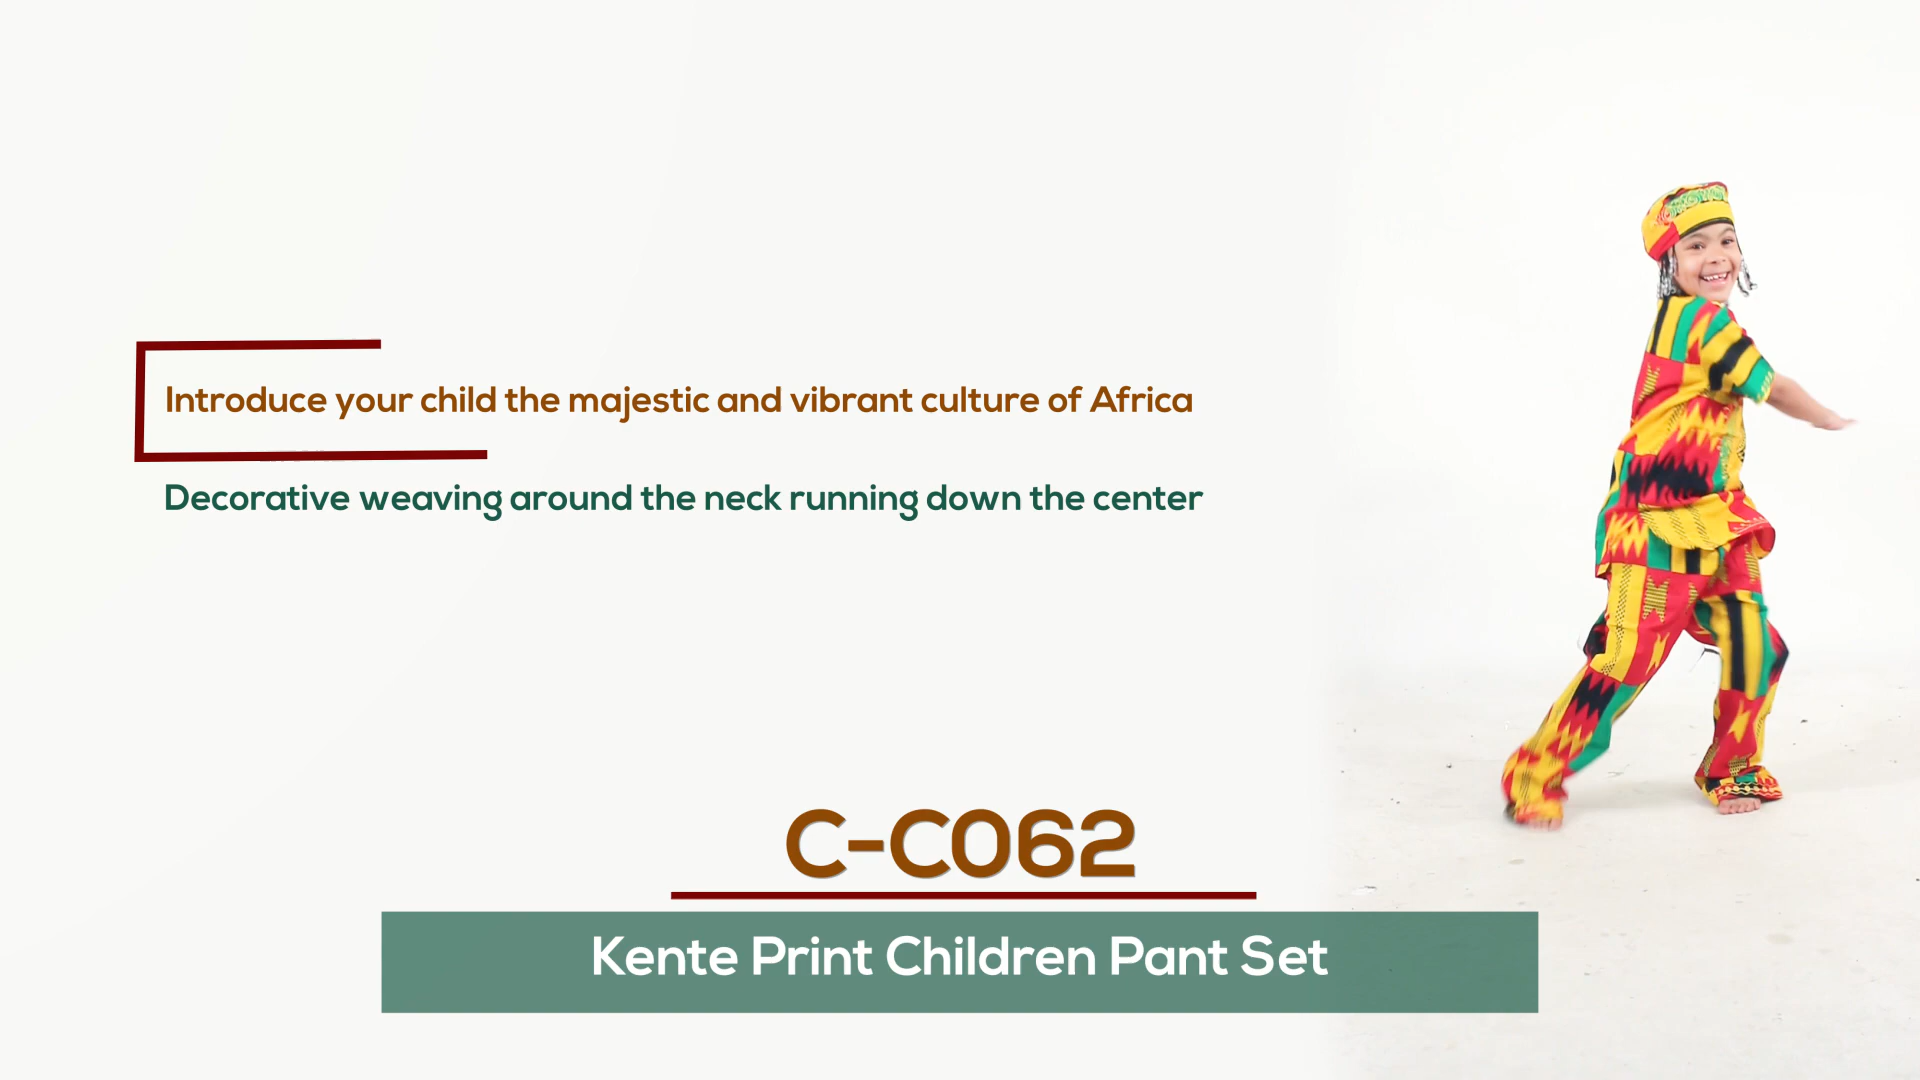 Introduce your child the majestic and vibrant culture of Africa
Decorative weaving around the neck running down the center
C-C062
Kente Print Children Pant Set